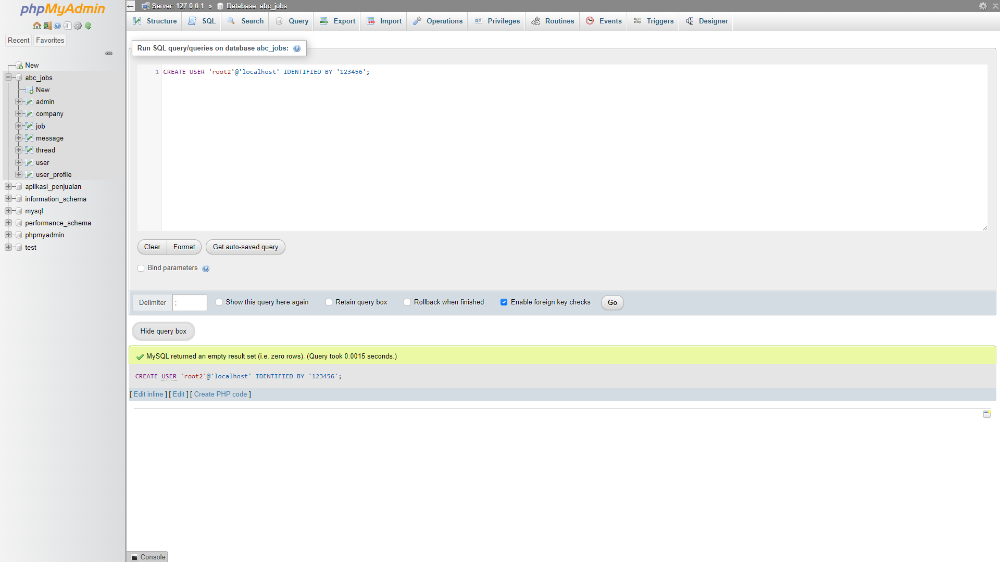 phpMyAdmin
Recent Favorites
New
abc_jobs
New
admin
company
job
message
thread
user
user_profile
aplikasi_penjualan
information_schema
mysql
performance_schema
phpmyadmin
test
Server: 127.0.0.1 » Database: abc_jobs
Structure SQL Search Query Export Import Operations Privileges Routines Events Triggers Designer
Run SQL query/queries on database abc_jobs:
1 CREATE USER 'root2'@'localhost' IDENTIFIED BY '123456';
Clear Format Get auto-saved query
Bind parameters
Delimiter ; Show this query here again Retain query box Rollback when finished Enable foreign key checks Go
Hide query box
MySQL returned an empty result set (i.e. zero rows). (Query took 0.0015 seconds.)
CREATE USER 'root2'@'localhost' IDENTIFIED BY '123456';
[ Edit inline ] [ Edit ] [ Create PHP code ]
Console